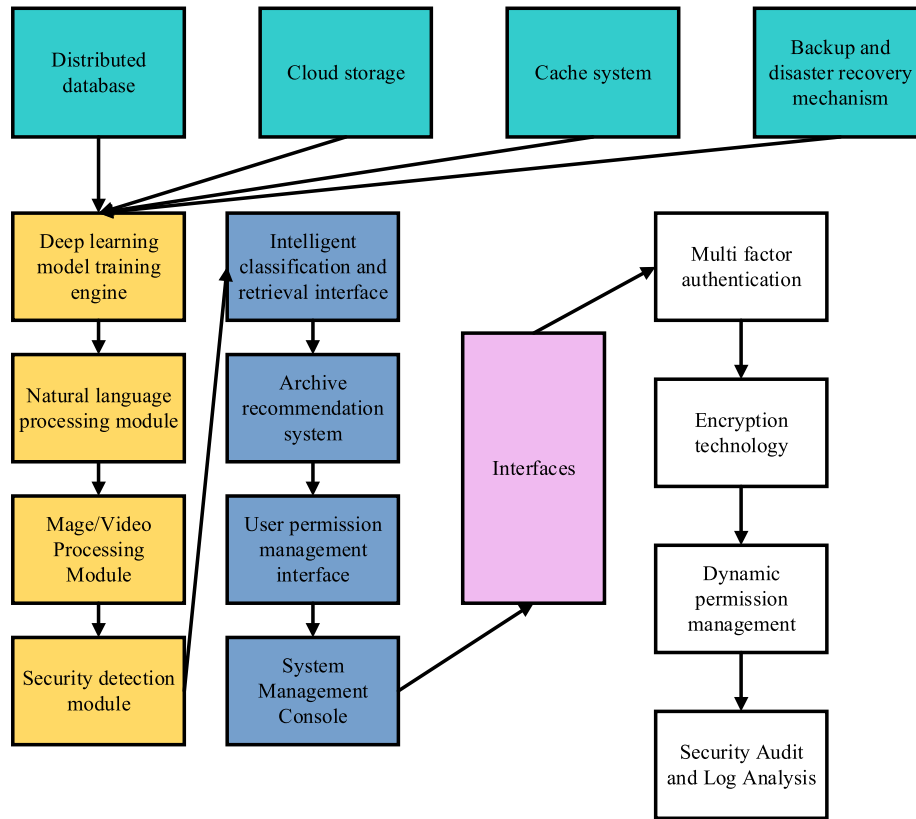 Distributed
database
Cloud storage
Cache system
Backup and
disaster recovery
mechanism
Deep learning
model training
engine
Natural language
processing module
Mage/Video
Processing
Module
Security detection
module
Intelligent
classification and
retrieval interface
Archive
recommendation
system
User permission
management
interface
System
Management
Console
Interfaces
Multi factor
authentication
Encryption
technology
Dynamic
permission
management
Security Audit
and Log Analysis